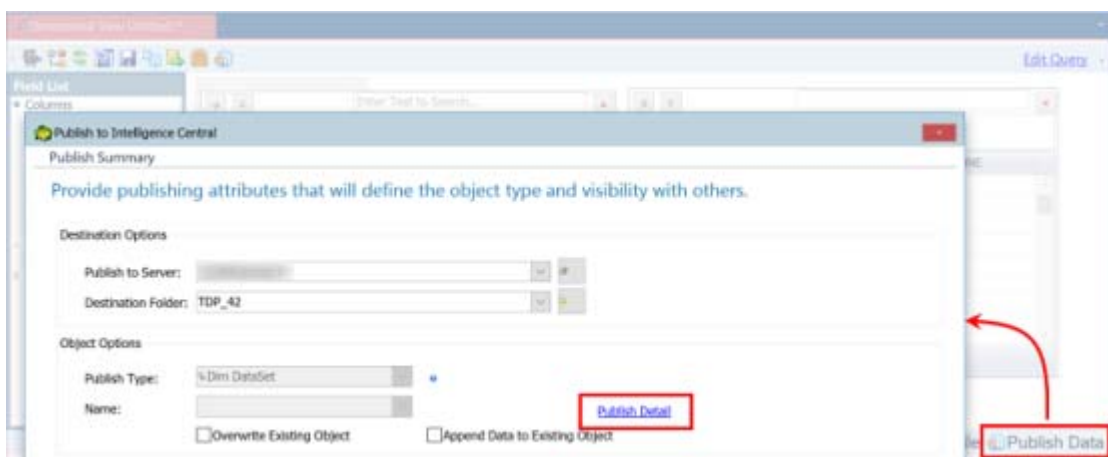 Edit Query
Field List
Columns
Enter Text to Search...
Publish to Intelligence Central
Publish Summary
Provide publishing attributes that will define the object type and visibility with others.
Destination Options
Publish to Server:
Destination Folder: TDP_42
Object Options
Publish Type: DataSet
Name:
Publish Detail
Overwrite Existing Object Append Data to Existing Object
Publish Data